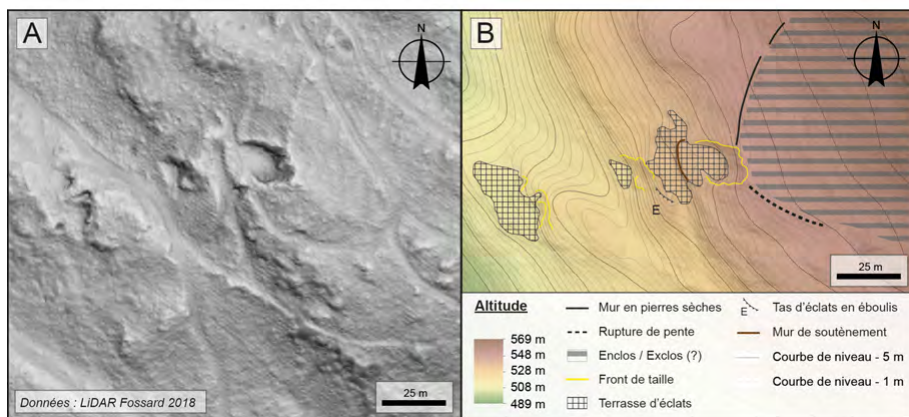 A
N
25 m
Données : LiDAR Fossard 2018
B
N
E
25 m
Altitude
569 m
548 m
528 m
508 m
489 m
Mur en pierres sèches
Rupture de pente
Enclos / Exclos (?)
Front de taille
Terrasse d'éclats
E
Tas d'éclats en éboulis
Mur de soutènement
Courbe de niveau - 5 m
Courbe de niveau - 1 m